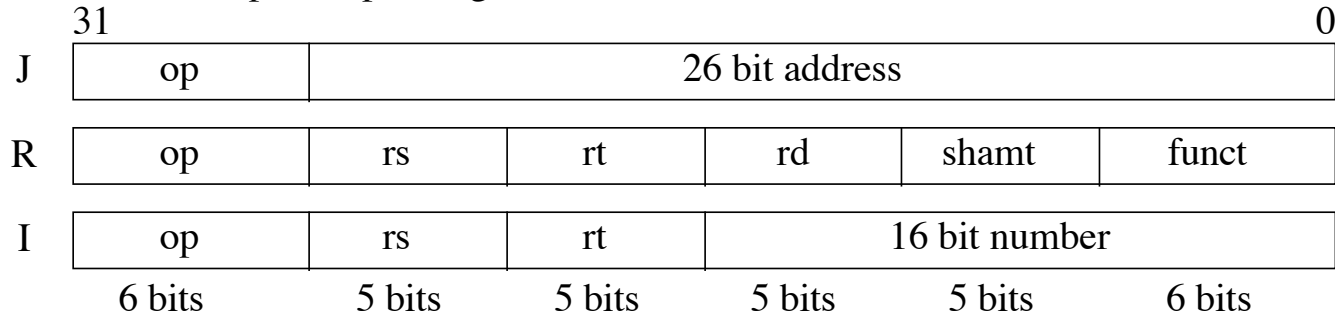 31 0
J op 26 bit address
R op rs rt rd shamt funct
I op rs rt 16 bit number
6 bits 5 bits 5 bits 5 bits 5 bits 6 bits